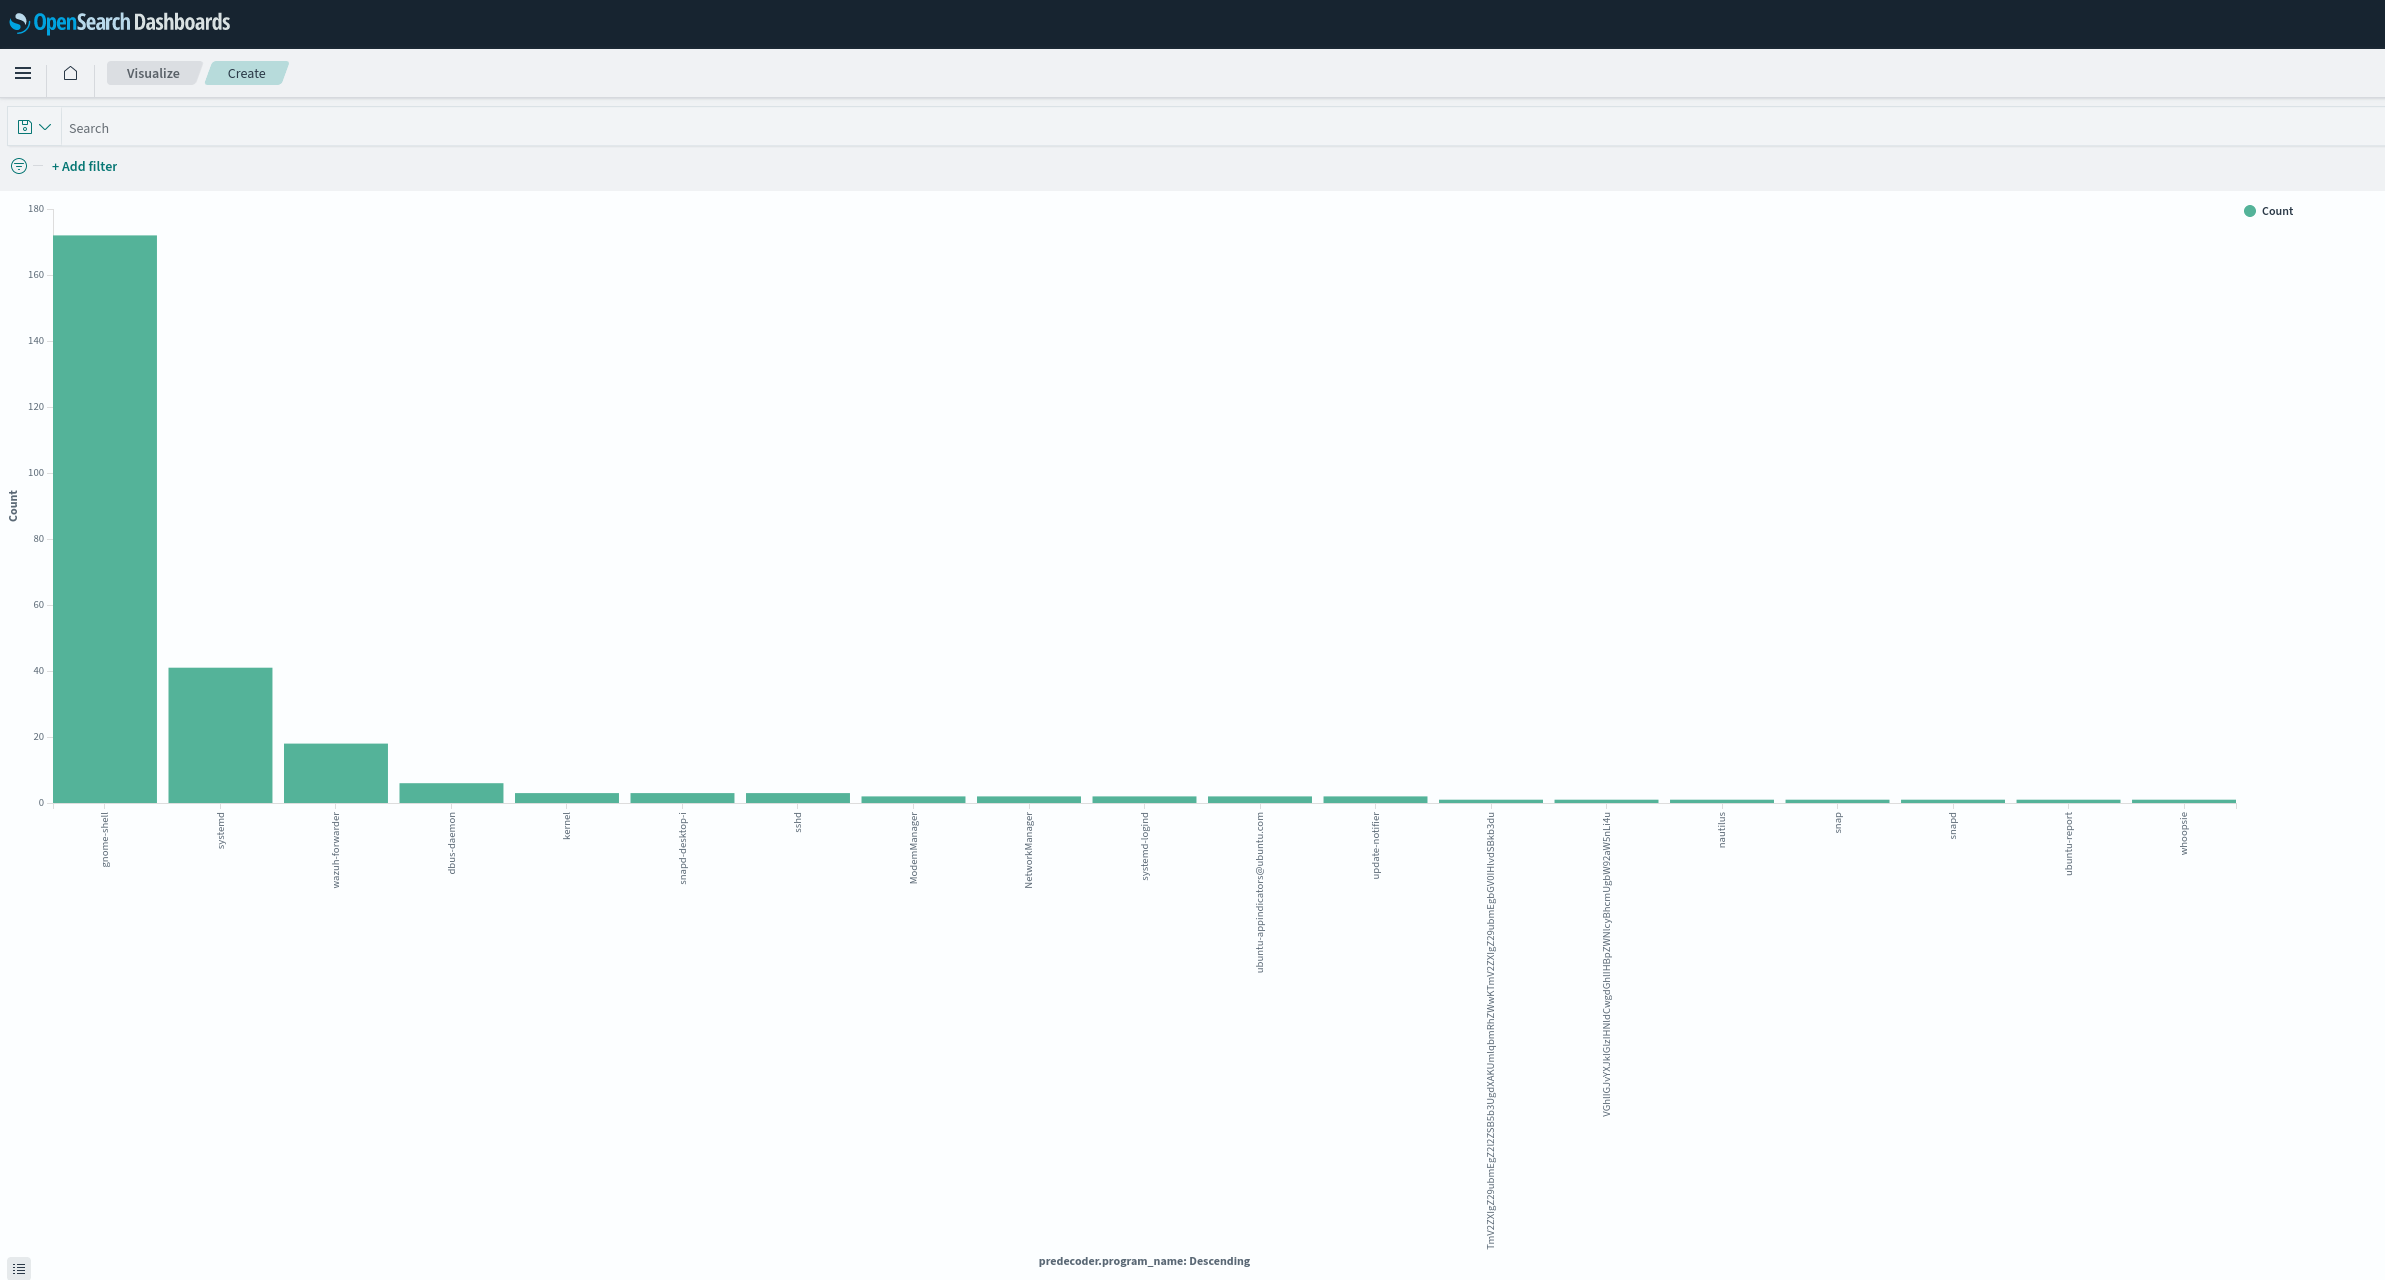 OpenSearch Dashboards
Visualize
Create
Search
+ Add filter
Count
180
160
140
120
100
80
60
40
20
0
Count
gnome-shell
systemd
wazuh-forwarder
dbus-daemon
kernel
snapd-desktop-i
sshd
ModemManager
NetworkManager
systemd-logind
ubuntu-appindicators@ubuntu.com
update-notifier
nautilus
snap
snapd
ubuntu-report
whoopsie
predecoder.program_name: Descending